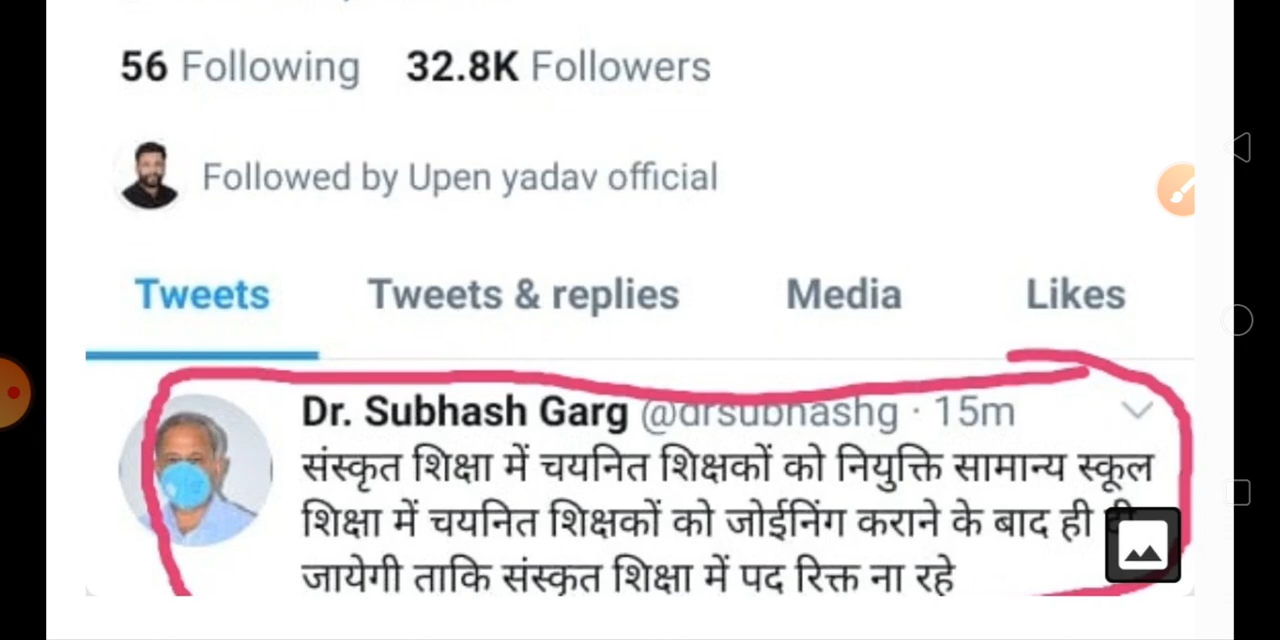 56 Following 32.8K Followers
Followed by Upen yadav official
Tweets Tweets & replies Media Likes
Dr. Subhash Garg @drsubhashg · 15m
संस्कृत शिक्षा में चयनित शिक्षकों को नियुक्ति सामान्य स्कूल
शिक्षा में चयनित शिक्षकों को जोईनिंग कराने के बाद ही
जायेगी ताकि संस्कृत शिक्षा में पद रिक्त ना रहे